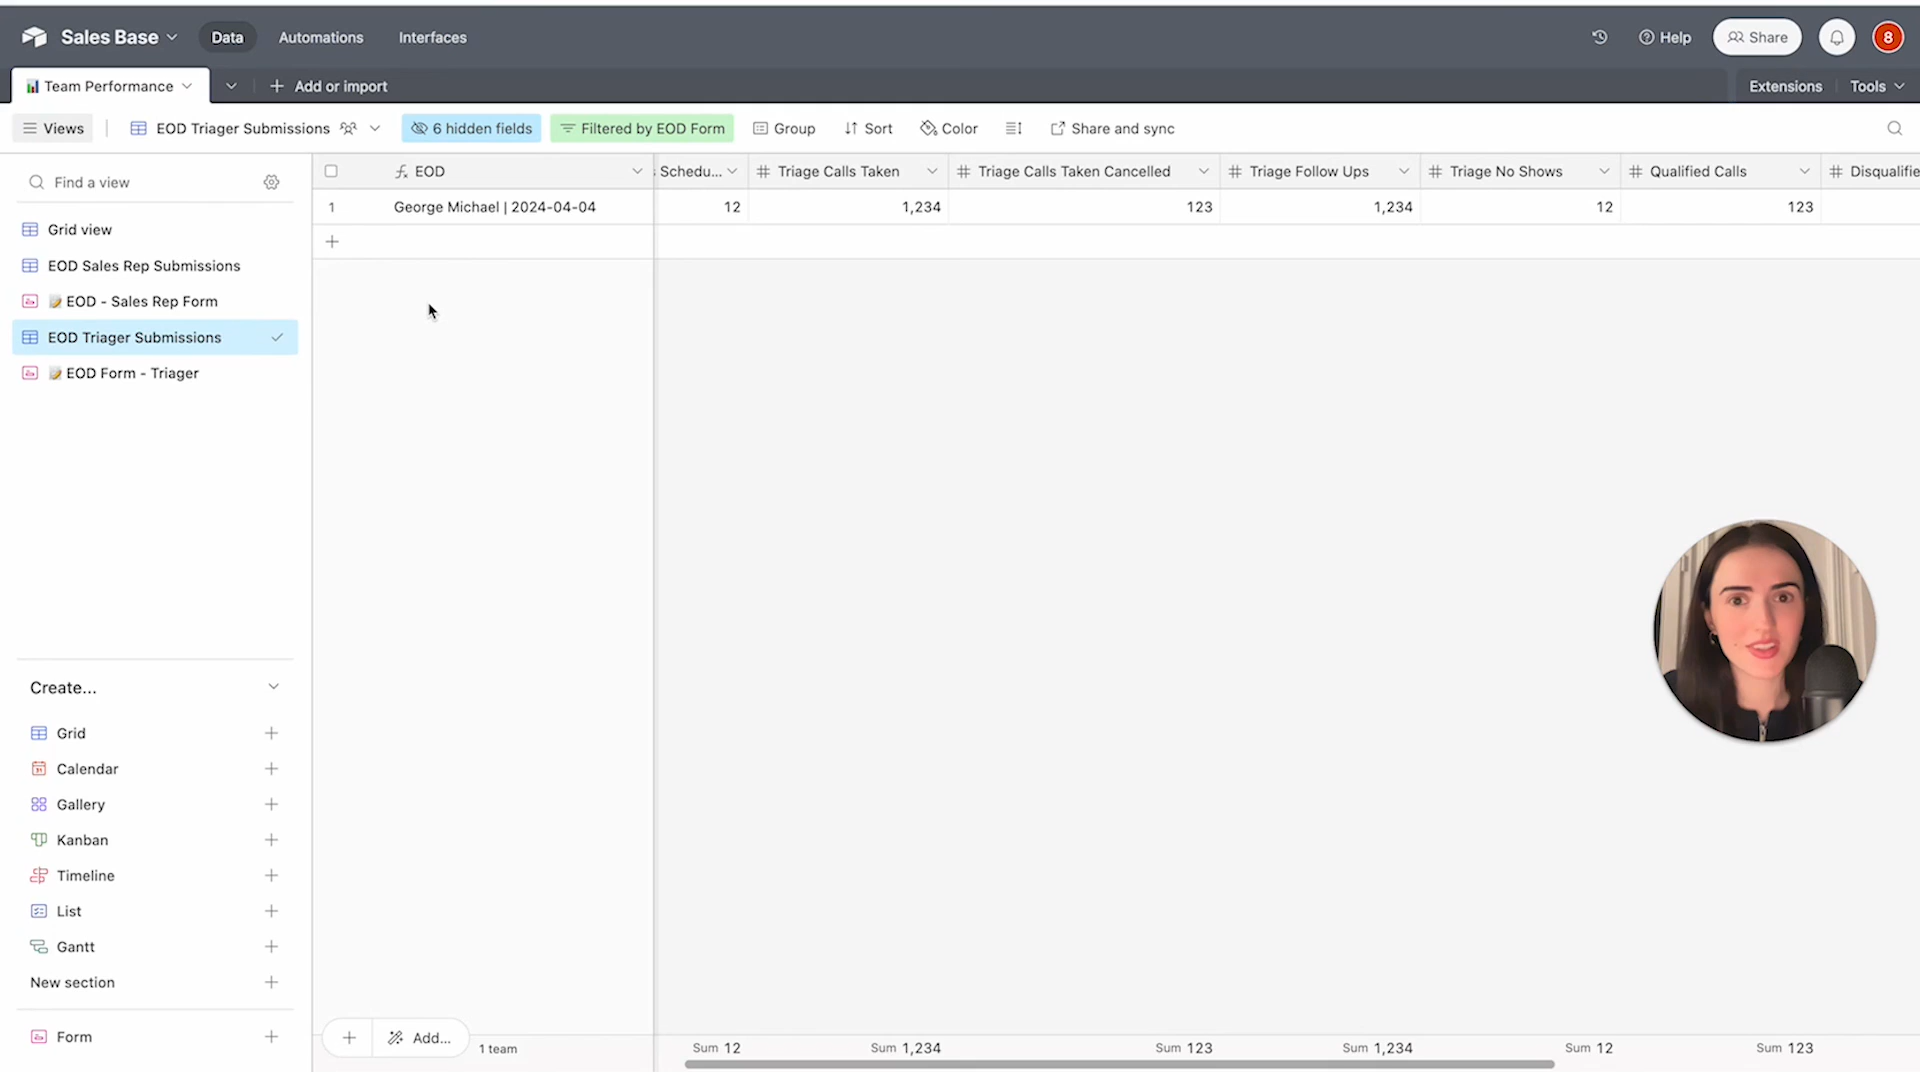 Sales Base
Data
Automations
Interfaces
Help
Share
8
Team Performance
Add or import
Extensions
Tools
Views
EOD Triager Submissions
6 hidden fields
Filtered by EOD Form
Group
Sort
Color
Share and sync
Find a view
Grid view
EOD Sales Rep Submissions
EOD - Sales Rep Form
EOD Triager Submissions
EOD Form - Triager
EOD
Schedu...
Triage Calls Taken
Triage Calls Taken Cancelled
Triage Follow Ups
Triage No Shows
Qualified Calls
Disqualifie
1
George Michael | 2024-04-04
12
1,234
123
1,234
12
123
Create...
Grid
Calendar
Gallery
Kanban
Timeline
List
Gantt
New section
Form
Add...
1 team
Sum 12
Sum 1,234
Sum 123
Sum 1,234
Sum 12
Sum 123